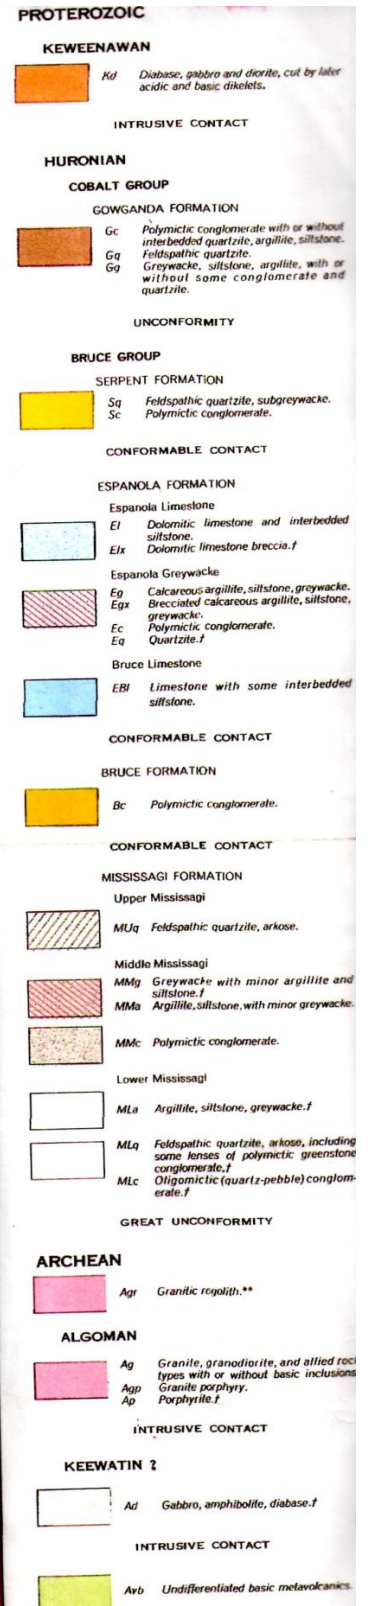 PROTEROZOIC
KEWEENAWAN
Kd Diabase, gabbro and diorite, cut by later
acidic and basic dikelets.
INTRUSIVE CONTACT
HURONIAN
COBALT GROUP
GOWGANDA FORMATION
Gc Polymictic conglomerate with or without
interbedded quartzite, argillite, siltstone.
Gq Feldspathic quartzite.
Gg Greywacke, siltstone, argillite, with or
without some conglomerate and
quartzite.
UNCONFORMITY
BRUCE GROUP
SERPENT FORMATION
Sq Feldspathic quartzite, subgreywacke.
Sc Polymictic conglomerate.
CONFORMABLE CONTACT
ESPANOLA FORMATION
Espanola Limestone
El Dolomitic limestone and interbedded
siltstone.
Elx Dolomitic limestone breccia.†
Espanola Greywacke
Eg Calcareous argillite, siltstone, greywacke.
Egx Brecciated calcareous argillite, siltstone,
greywacke.
Ec Polymictic conglomerate.
Eq Quartzite.†
Bruce Limestone
EBl Limestone with some interbedded
siltstone.
CONFORMABLE CONTACT
BRUCE FORMATION
Bc Polymictic conglomerate.
CONFORMABLE CONTACT
MISSISSAGI FORMATION
Upper Mississagi
MUq Feldspathic quartzite, arkose.
Middle Mississagi
MMg Greywacke with minor argillite and
siltstone.†
MMa Argillite, siltstone, with minor greywacke.
MMc Polymictic conglomerate.
Lower Mississagi
MLa Argillite, siltstone, greywacke.†
MLq Feldspathic quartzite, arkose, including
some lenses of polymictic greenstone
conglomerate.†
MLc Oligomictic (quartz-pebble) conglom-
erate.†
GREAT UNCONFORMITY
ARCHEAN
Agr Granitic regolith.**
ALGOMAN
Ag Granite, granodiorite, and allied rock
types with or without basic inclusions
Agp Granite porphyry.
Ap Porphyrite.†
INTRUSIVE CONTACT
KEEWATIN ?
Ad Gabbro, amphibolite, diabase.†
INTRUSIVE CONTACT
Avb Undifferentiated basic metavolcanics.